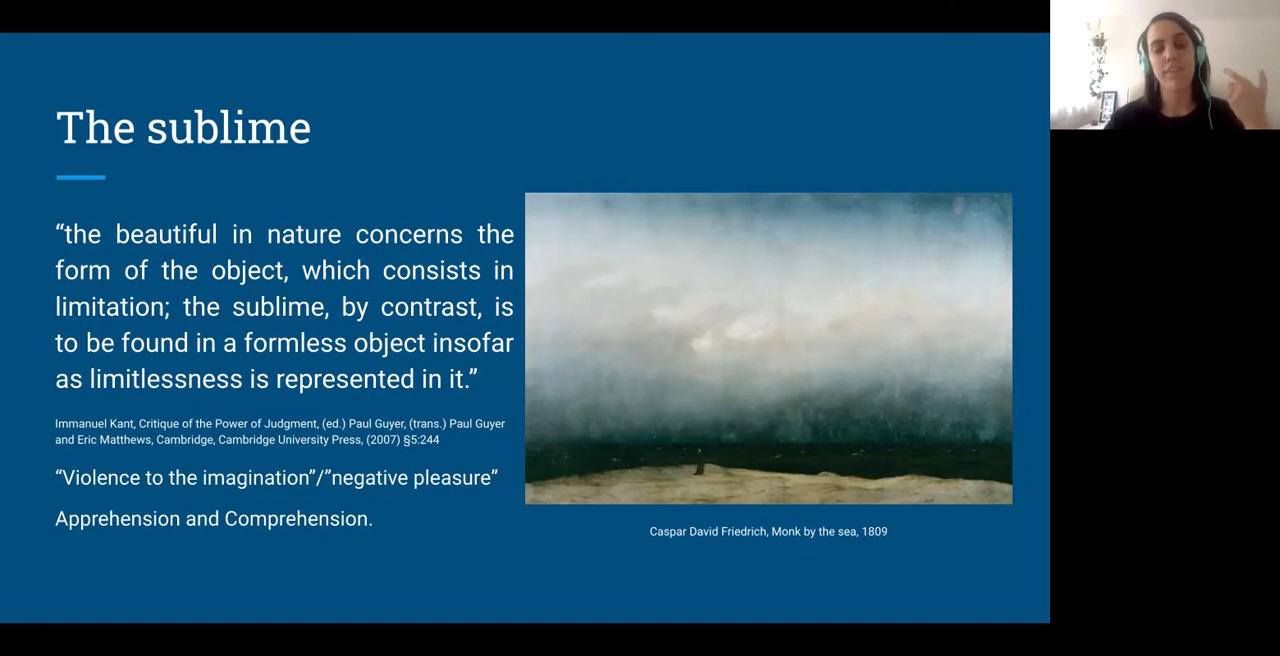 The sublime
“the beautiful in nature concerns the
form of the object, which consists in
limitation; the sublime, by contrast, is
to be found in a formless object insofar
as limitlessness is represented in it.”
Immanuel Kant, Critique of the Power of Judgment, (ed.) Paul Guyer, (trans.) Paul Guyer
and Eric Matthews, Cambridge, Cambridge University Press, (2007) §5:244
“Violence to the imagination”/”negative pleasure”
Apprehension and Comprehension.
Caspar David Friedrich, Monk by the sea, 1809